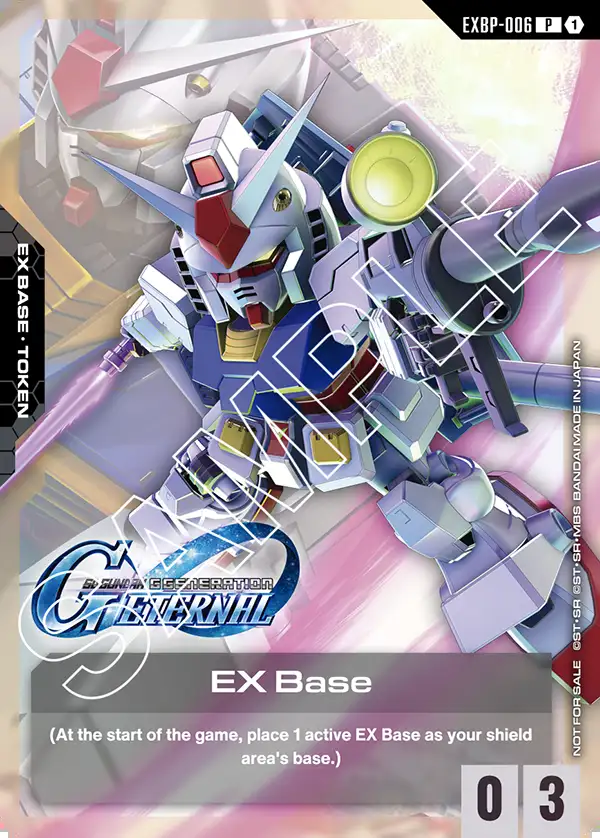 EXBP-006 P 1
EX BASE • TOKEN
SAMPLE
SD GUNDAM G GENERATION
ETERNAL
EX Base
(At the start of the game, place 1 active EX Base as your shield
area's base.)
0 3
NOT FOR SALE ©ST・SR ©ST・SR・MBS BANDAI MADE IN JAPAN